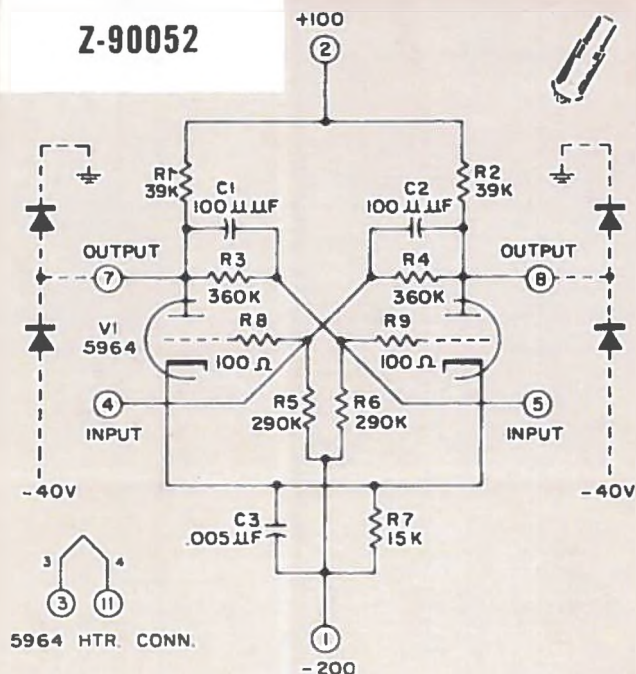 Z-90052
+100
2
R1
39K
R2
39K
C1
100 μμF
C2
100 μμF
OUTPUT
7
R3
360K
R4
360K
OUTPUT
8
V1
5964
R8
100 Ω
R9
100 Ω
4
INPUT
R5
290K
R6
290K
5
INPUT
-40V
-40V
C3
.005 μF
R7
15K
3
4
3
11
5964 HTR. CONN.
1
-200